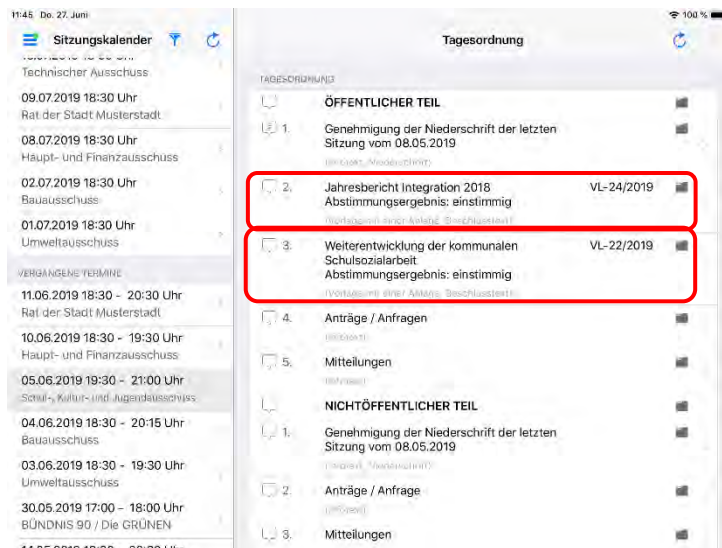 11:45 Do. 27. Juni
100 %
Sitzungskalender
Technischer Ausschuss
09.07.2019 18:30 Uhr
Rat der Stadt Musterstadt
08.07.2019 18:30 Uhr
Haupt- und Finanzausschuss
02.07.2019 18:30 Uhr
Bauausschuss
01.07.2019 18:30 Uhr
Umweltausschuss
VERGANGENE TERMINE
11.06.2019 18:30 - 20:30 Uhr
Rat der Stadt Musterstadt
10.06.2019 18:30 - 19:30 Uhr
Haupt- und Finanzausschuss
05.06.2019 19:30 - 21:00 Uhr
Schul-, Kultur- und Jugendausschuss
04.06.2019 18:30 - 20:15 Uhr
Bauausschuss
03.06.2019 18:30 - 19:30 Uhr
Umweltausschuss
30.05.2019 17:00 - 18:00 Uhr
BÜNDNIS 90 / Die GRÜNEN
Tagesordnung
TAGESORDNUNG
ÖFFENTLICHER TEIL
1. Genehmigung der Niederschrift der letzten
Sitzung vom 08.05.2019
2. Jahresbericht Integration 2018 VL-24/2019
Abstimmungsergebnis: einstimmig
3. Weiterentwicklung der kommunalen VL-22/2019
Schulsozialarbeit
Abstimmungsergebnis: einstimmig
4. Anträge / Anfragen
5. Mitteilungen
NICHTÖFFENTLICHER TEIL
1. Genehmigung der Niederschrift der letzten
Sitzung vom 08.05.2019
2. Anträge / Anfrage
3. Mitteilungen